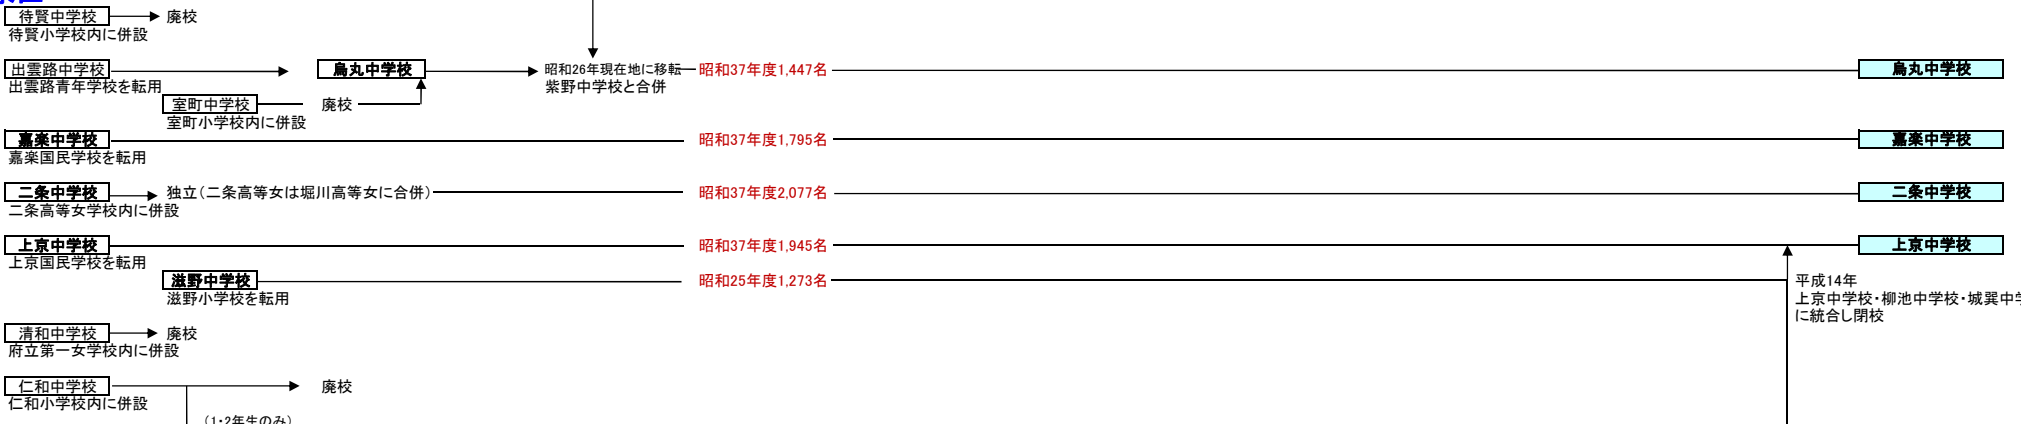 待賢中学校 廃校
待賢小学校内に併設
出雲路中学校 烏丸中学校 昭和26年現在地に移転 昭和37年度1,447名 烏丸中学校
出雲路青年学校を転用 紫野中学校と合併
室町中学校 廃校
室町小学校内に併設
嘉楽中学校 昭和37年度1,795名 嘉楽中学校
嘉楽国民学校を転用
二条中学校 独立(二条高等女は堀川高等女に合併) 昭和37年度2,077名 二条中学校
二条高等女学校内に併設
上京中学校 昭和37年度1,945名 上京中学校
上京国民学校を転用
滋野中学校 昭和25年度1,273名 平成14年
滋野小学校を転用 上京中学校・柳池中学校・城巽中学
に統合し閉校
清和中学校 廃校
府立第一女学校内に併設
仁和中学校 廃校
仁和小学校内に併設
(1・2年生のみ)